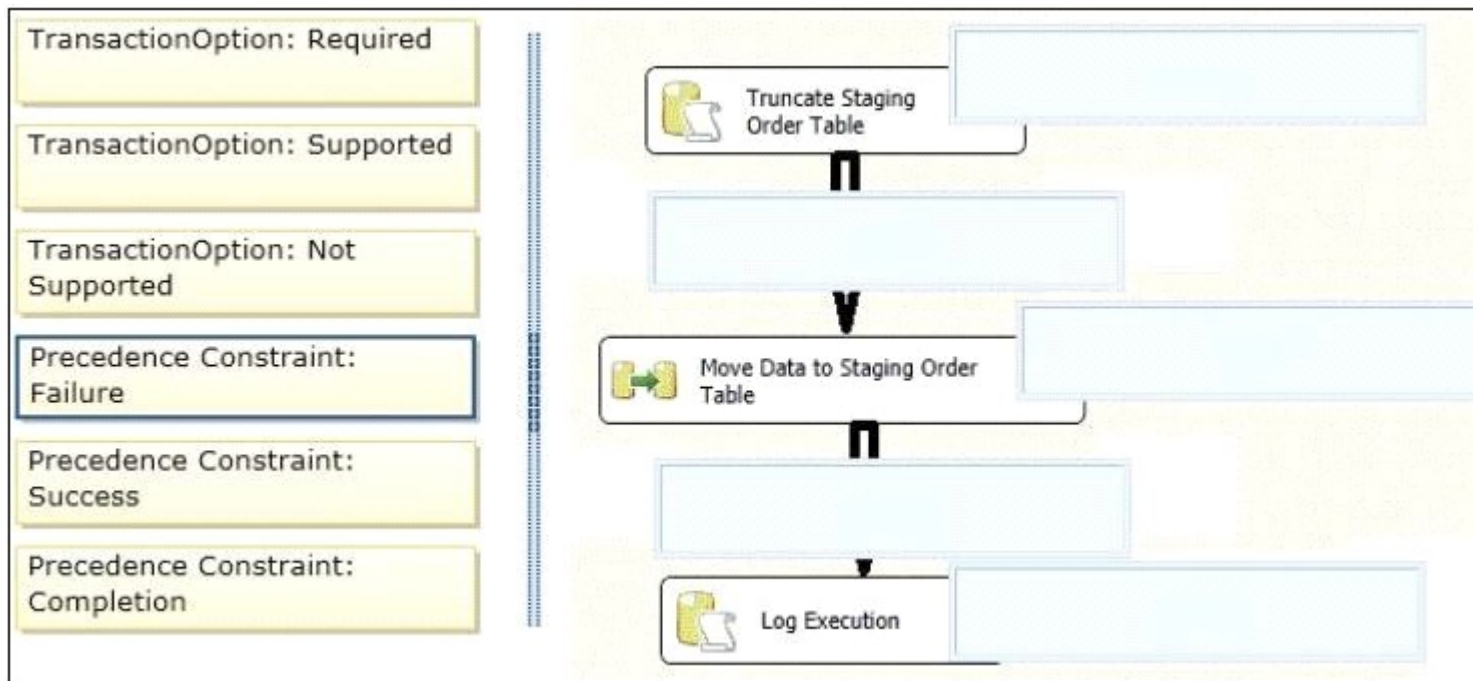 TransactionOption: Required
TransactionOption: Supported
TransactionOption: Not
Supported
Precedence Constraint:
Failure
Precedence Constraint:
Success
Precedence Constraint:
Completion
Truncate Staging
Order Table
Move Data to Staging Order
Table
Log Execution